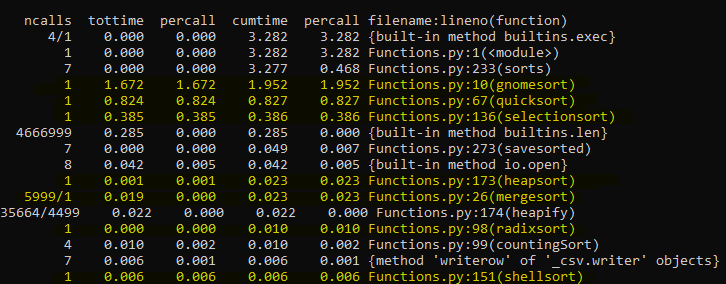 ncalls tottime percall cumtime percall filename:lineno(function)
4/1 0.000 0.000 3.282 3.282 {built-in method builtins.exec}
1 0.000 0.000 3.282 3.282 Functions.py:1(<module>)
7 0.000 0.000 3.277 0.468 Functions.py:233(sorts)
1 1.672 1.672 1.952 1.952 Functions.py:10(gnomesort)
1 0.824 0.824 0.827 0.827 Functions.py:67(quicksort)
1 0.385 0.385 0.386 0.386 Functions.py:136(selectionsort)
4666999 0.285 0.000 0.285 0.000 {built-in method builtins.len}
7 0.000 0.000 0.049 0.007 Functions.py:273(savesorted)
8 0.042 0.005 0.042 0.005 {built-in method io.open}
1 0.001 0.001 0.023 0.023 Functions.py:173(heapsort)
5999/1 0.019 0.000 0.023 0.023 Functions.py:26(mergesort)
35664/4499 0.022 0.000 0.022 0.000 Functions.py:174(heapify)
1 0.000 0.000 0.010 0.010 Functions.py:98(radixsort)
4 0.010 0.002 0.010 0.002 Functions.py:99(countingSort)
7 0.006 0.001 0.006 0.001 {method 'writerow' of '_csv.writer' objects}
1 0.006 0.006 0.006 0.006 Functions.py:151(shellsort)